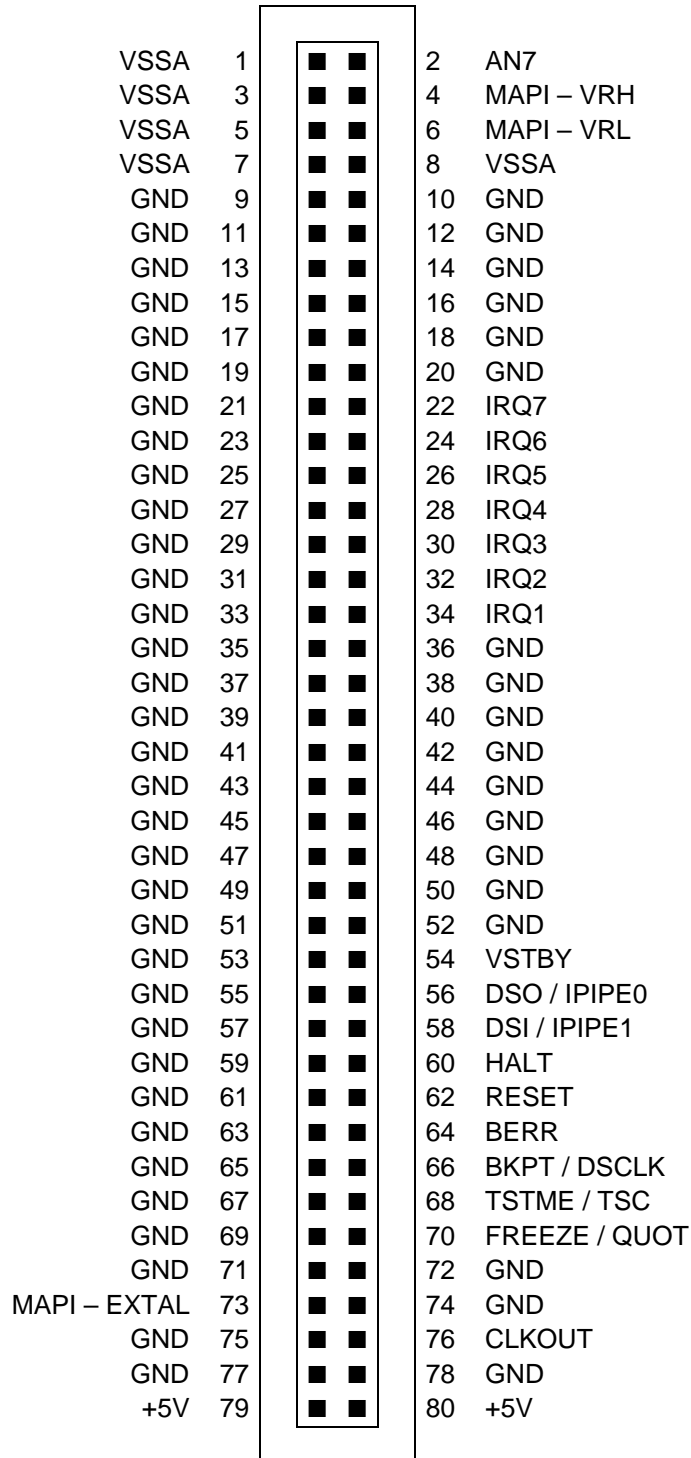 VSSA 1 2 AN7
VSSA 3 4 MAPI – VRH
VSSA 5 6 MAPI – VRL
VSSA 7 8 VSSA
GND 9 10 GND
GND 11 12 GND
GND 13 14 GND
GND 15 16 GND
GND 17 18 GND
GND 19 20 GND
GND 21 22 IRQ7
GND 23 24 IRQ6
GND 25 26 IRQ5
GND 27 28 IRQ4
GND 29 30 IRQ3
GND 31 32 IRQ2
GND 33 34 IRQ1
GND 35 36 GND
GND 37 38 GND
GND 39 40 GND
GND 41 42 GND
GND 43 44 GND
GND 45 46 GND
GND 47 48 GND
GND 49 50 GND
GND 51 52 GND
GND 53 54 VSTBY
GND 55 56 DSO / IPIPE0
GND 57 58 DSI / IPIPE1
GND 59 60 HALT
GND 61 62 RESET
GND 63 64 BERR
GND 65 66 BKPT / DSCLK
GND 67 68 TSTME / TSC
GND 69 70 FREEZE / QUOT
GND 71 72 GND
MAPI – EXTAL 73 74 GND
GND 75 76 CLKOUT
GND 77 78 GND
+5V 79 80 +5V